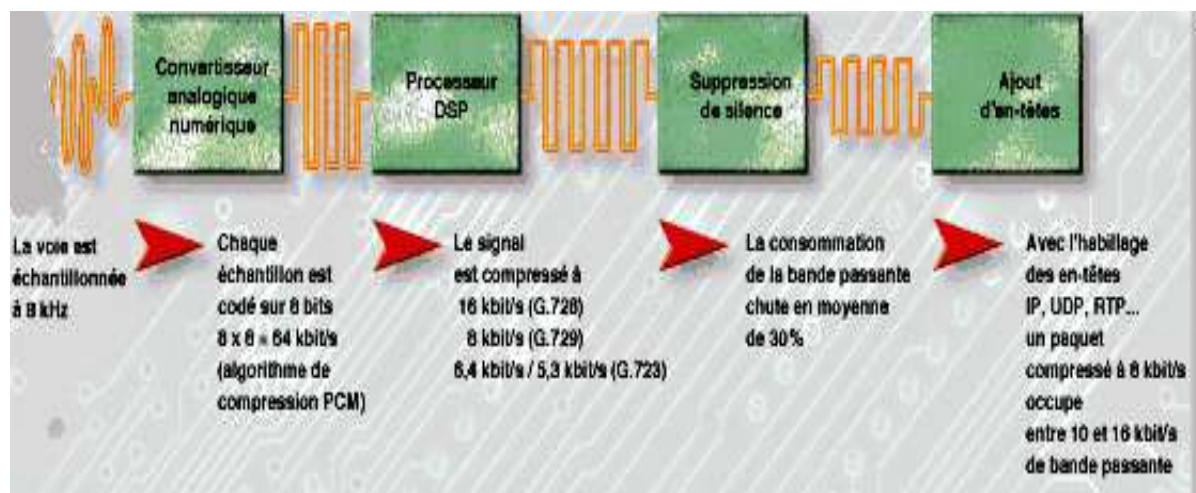 Convertisseur
analogique
numérique
Processeur
DSP
Suppression
de silence
Ajout
d'en-têtes
La voie est
échantillonnée
à 8 kHz
Chaque
échantillon est
codé sur 8 bits
8 x 8 = 64 kbit/s
(algorithme de
compression PCM)
Le signal
est compressé à
16 kbit/s (G.728)
8 kbit/s (G.729)
6,4 kbit/s / 5,3 kbit/s (G.723)
La consommation
de la bande passante
chute en moyenne
de 30%
Avec l'habillage
des en-têtes
IP, UDP, RTP...
un paquet
compressé à 8 kbit/s
occupe
entre 10 et 16 kbit/s
de bande passante